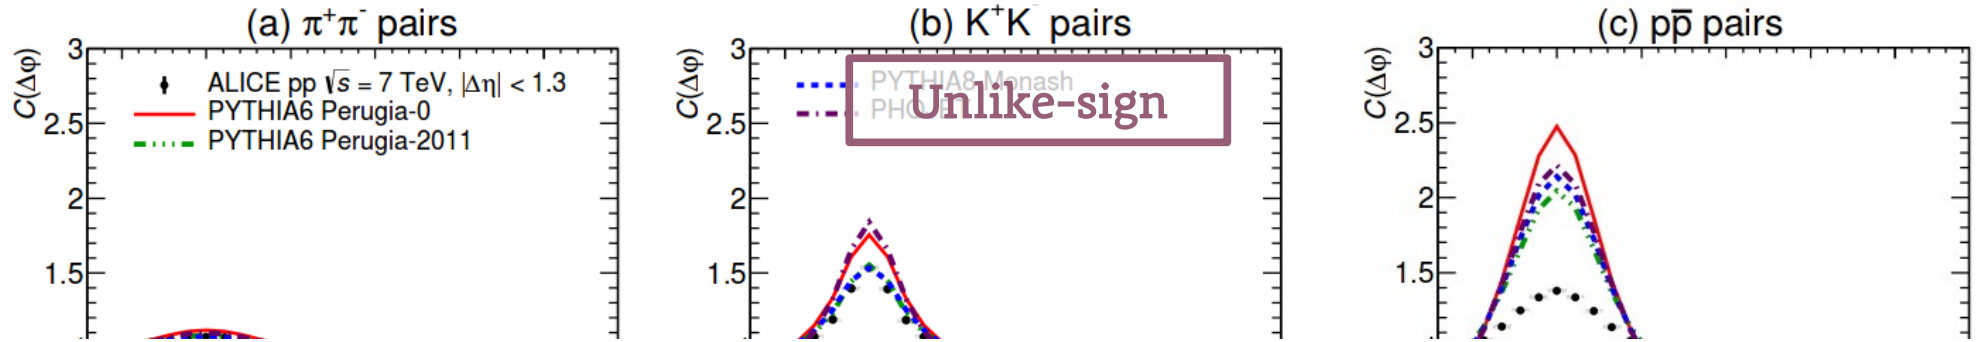 (a) π⁺π⁻ pairs
C(Δφ)
3
2.5
2
1.5
ALICE pp √s = 7 TeV, |Δη| < 1.3
PYTHIA6 Perugia-0
PYTHIA6 Perugia-2011
(b) K⁺K⁻ pairs
C(Δφ)
3
2.5
2
1.5
PYTHIA8 Monash
Unlike-sign
(c) pp̅ pairs
C(Δφ)
3
2.5
2
1.5